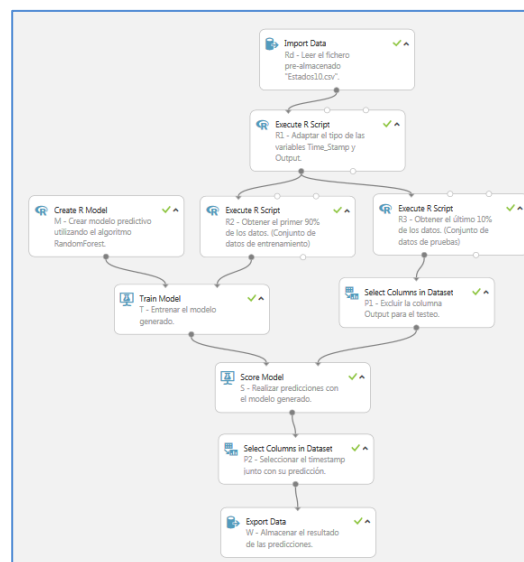 Import Data
Rd - Leer el fichero
pre-almacenado
"Estados10.csv".
Execute R Script
R1 - Adaptar el tipo de las
variables Time_Stamp y
Output.
Create R Model
M - Crear modelo predictivo
utilizando el algoritmo
RandomForest.
Execute R Script
R2 - Obtener el primer 90%
de los datos. (Conjunto de
datos de entrenamiento)
Execute R Script
R3 - Obtener el último 10%
de los datos. (Conjunto de
datos de pruebas)
Train Model
T - Entrenar el modelo
generado.
Select Columns in Dataset
P1 - Excluir la columna
Output para el testeo.
Score Model
S - Realizar predicciones con
el modelo generado.
Select Columns in Dataset
P2 - Seleccionar el timestamp
junto con su predicción.
Export Data
W - Almacenar el resultado
de las predicciones.